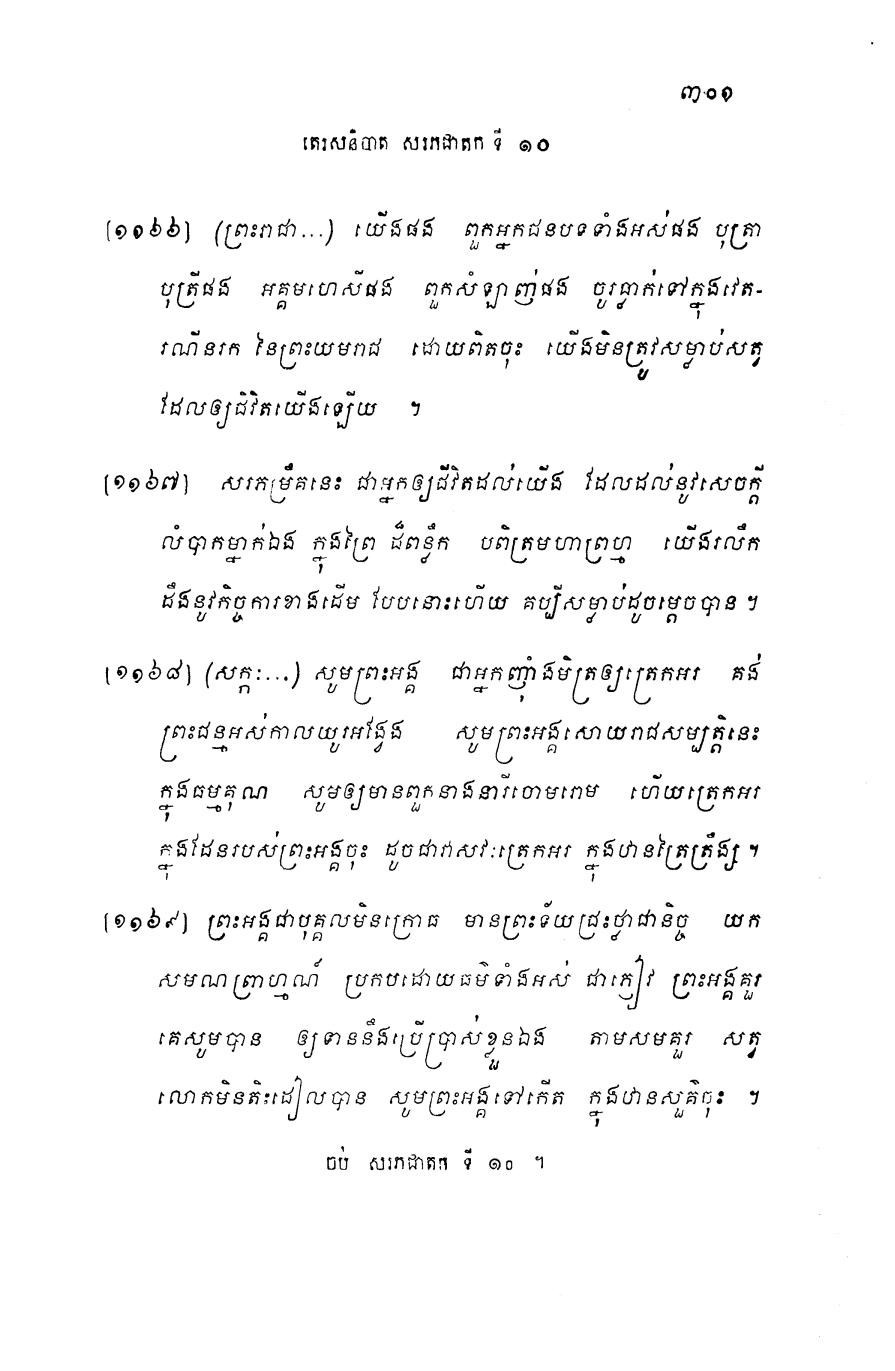 ៣០១
តេរសនិបាត សរភជាតក ទី ១០
[១១៦៦] (ព្រះរាជា...) យើងផង ពួកអ្នកជនបទទាំងអស់ផង បុត្រា
បុត្រីផង អគ្គមហេសីផង ពួកសំឡាញ់ផង ចូរធ្លាក់ទៅក្នុងវេត-
រណីនរក នៃព្រះយមរាជ ដោយពិតចុះ យើងមិនត្រូវសម្លាប់សត្វ
ដែលឲ្យជិវិតយើងឡើយ ។
[១១៦៧] សរភម្រឹគនេះ ជាអ្នកឲ្យជីវិតដល់យើង ដែលដល់នូវសេចក្តី
លំបាកម្នាក់ឯង ក្នុងព្រៃ ដ៏ពន្លឹក បពិត្រមហាព្រហ្ម យើងរលឹក
ដឹងនូវកិច្ចការខាងដើម បែបនោះហើយ គប្បីសម្លាប់ដូចម្តេចបាន ។
[១១៦៨] (សក្កៈ...) សូមព្រះអង្គ ជាអ្នកញុំាងមិត្រឲ្យត្រេកអរ គង់
ព្រះជន្មអស់កាលយូរអង្វែង សូមព្រះអង្គសោយរាជសម្បត្តិនេះ
ក្នុងធម្មគុណ សូមឲ្យមានពួកនាងនារីចោមរោម ហើយត្រេកអរ
ក្នុងដែនរបស់ព្រះអង្គចុះ ដូចជាវាសវៈត្រេកអរ ក្នុងឋានត្រៃត្រឹង្ស ។
[១១៦៩] ព្រះអង្គជាបុគ្គលមិនក្រោធ មានព្រះទ័យជ្រះថ្លាជានិច្ច យក
សមណព្រាហ្មណ៍ ប្រកបដោយធម៌ទាំងអស់ ជាភ្ញៀវ ព្រះអង្គគួរ
គេសូមបាន ឲ្យទាននឹងប្រើប្រាស់ខ្លួនឯង តាមសមគួរ សត្វ
លោកមិនតិះដៀលបាន សូមព្រះអង្គទៅកើត ក្នុងឋានសួគ៌ចុះ ។
ចប់ សរភជាតក ទី ១០ ។